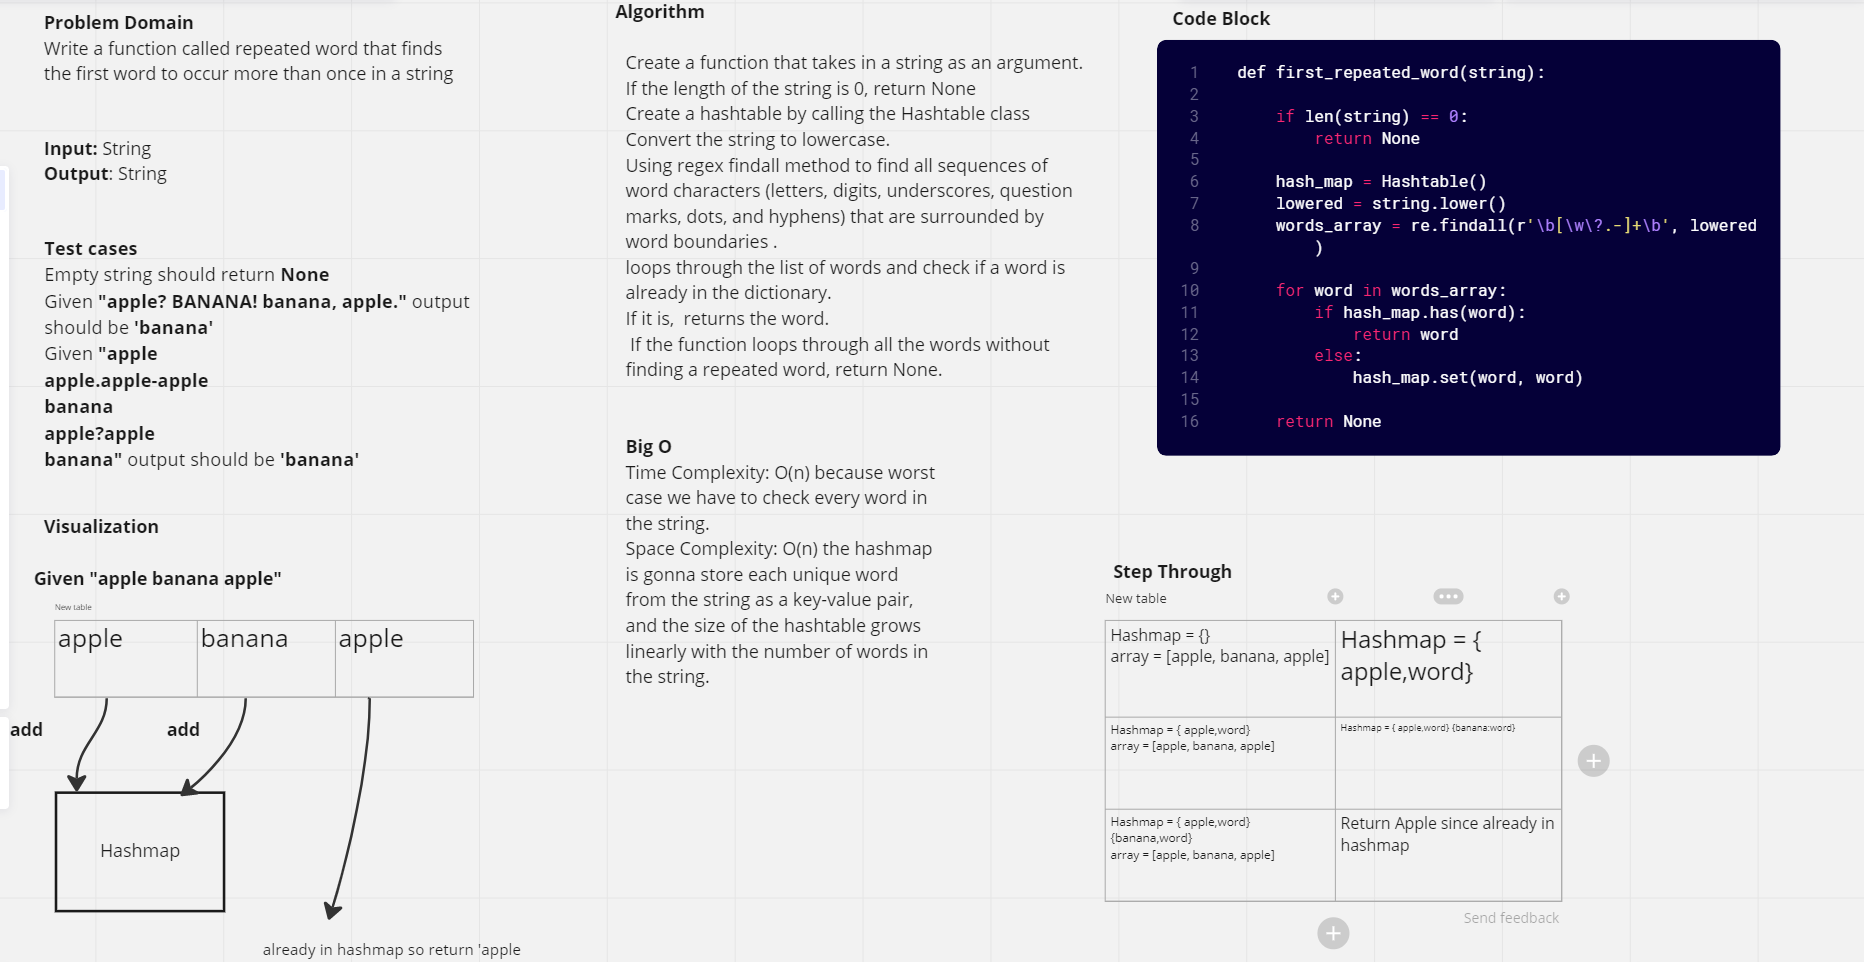 Problem Domain
Write a function called repeated word that finds
the first word to occur more than once in a string
Input: String
Output: String
Test cases
Empty string should return None
Given "apple? BANANA! banana, apple." output
should be 'banana'
Given "apple
apple.apple-apple
banana
apple?apple
banana" output should be 'banana'
Visualization
Given "apple banana apple"
New table
apple
banana
apple
add
add
Hashmap
already in hashmap so return 'apple
Algorithm
Create a function that takes in a string as an argument.
If the length of the string is 0, return None
Create a hashtable by calling the Hashtable class
Convert the string to lowercase.
Using regex findall method to find all sequences of
word characters (letters, digits, underscores, question
marks, dots, and hyphens) that are surrounded by
word boundaries .
loops through the list of words and check if a word is
already in the dictionary.
If it is,  returns the word.
If the function loops through all the words without
finding a repeated word, return None.
Big O
Time Complexity: O(n) because worst
case we have to check every word in
the string.
Space Complexity: O(n) the hashmap
is gonna store each unique word
from the string as a key-value pair,
and the size of the hashtable grows
linearly with the number of words in
the string.
Code Block
1 def first_repeated_word(string):
2
3 if len(string) == 0:
4 return None
5
6 hash_map = Hashtable()
7 lowered = string.lower()
8 words_array = re.findall(r'\b[\w\?.-]+\b', lowered
)
9
10 for word in words_array:
11 if hash_map.has(word):
12 return word
13 else:
14 hash_map.set(word, word)
15
16 return None
Step Through
New table
Hashmap = {}
array = [apple, banana, apple]
Hashmap = {
apple,word}
Hashmap = { apple,word}
array = [apple, banana, apple]
Hashmap = { apple,word} {banana:word}
Hashmap = { apple,word}
{banana,word}
array = [apple, banana, apple]
Return Apple since already in
hashmap
Send feedback